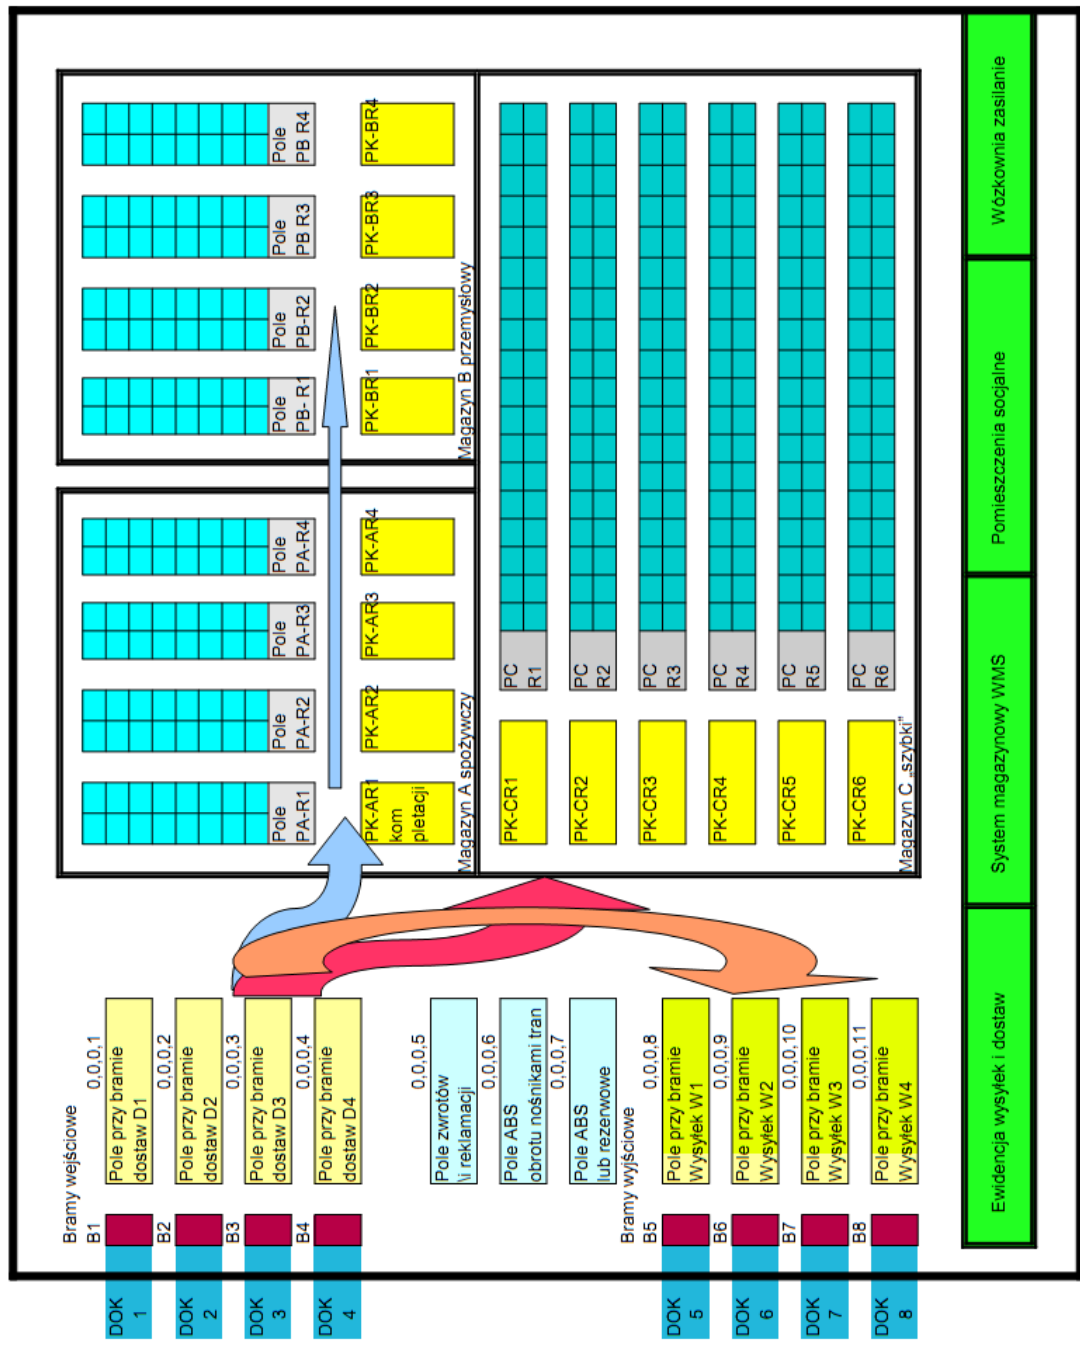 Bramy wejściowe
B1
B2
B3
B4
DOK
1
DOK
2
DOK
3
DOK
4
0,0,0,1
Pole przy bramie
dostaw D1
0,0,0,2
Pole przy bramie
dostaw D2
0,0,0,3
Pole przy bramie
dostaw D3
0,0,0,4
Pole przy bramie
dostaw D4
0,0,0,5
Pole zwrotów
\i reklamacji
0,0,0,6
Pole ABS
obrotu nośnikami tran
0,0,0,7
Pole ABS
lub rezerwowe
Bramy wyjściowe
B5
B6
B7
B8
DOK
5
DOK
6
DOK
7
DOK
8
0,0,0,8
Pole przy bramie
Wysyłek W1
0,0,0,9
Pole przy bramie
Wysyłek W2
0,0,0,10
Pole przy bramie
Wysyłek W3
0,0,0,11
Pole przy bramie
Wysyłek W4
Pole
PA-R1
Pole
PA-R2
Pole
PA-R3
Pole
PA-R4
PK-AR1
kom
pletacji
PK-AR2
PK-AR3
PK-AR4
Magazyn A spożywczy
Pole
PB- R1
Pole
PB-R2
Pole
PB R3
Pole
PB R4
PK-BR1
PK-BR2
PK-BR3
PK-BR4
Magazyn B przemysłowy
PK-CR1
PK-CR2
PK-CR3
PK-CR4
PK-CR5
PK-CR6
PC
R1
PC
R2
PC
R3
PC
R4
PC
R5
PC
R6
Magazyn C „szybki”
Ewidencja wysyłek i dostaw
System magazynowy WMS
Pomieszczenia socjalne
Wózkownia zasilanie